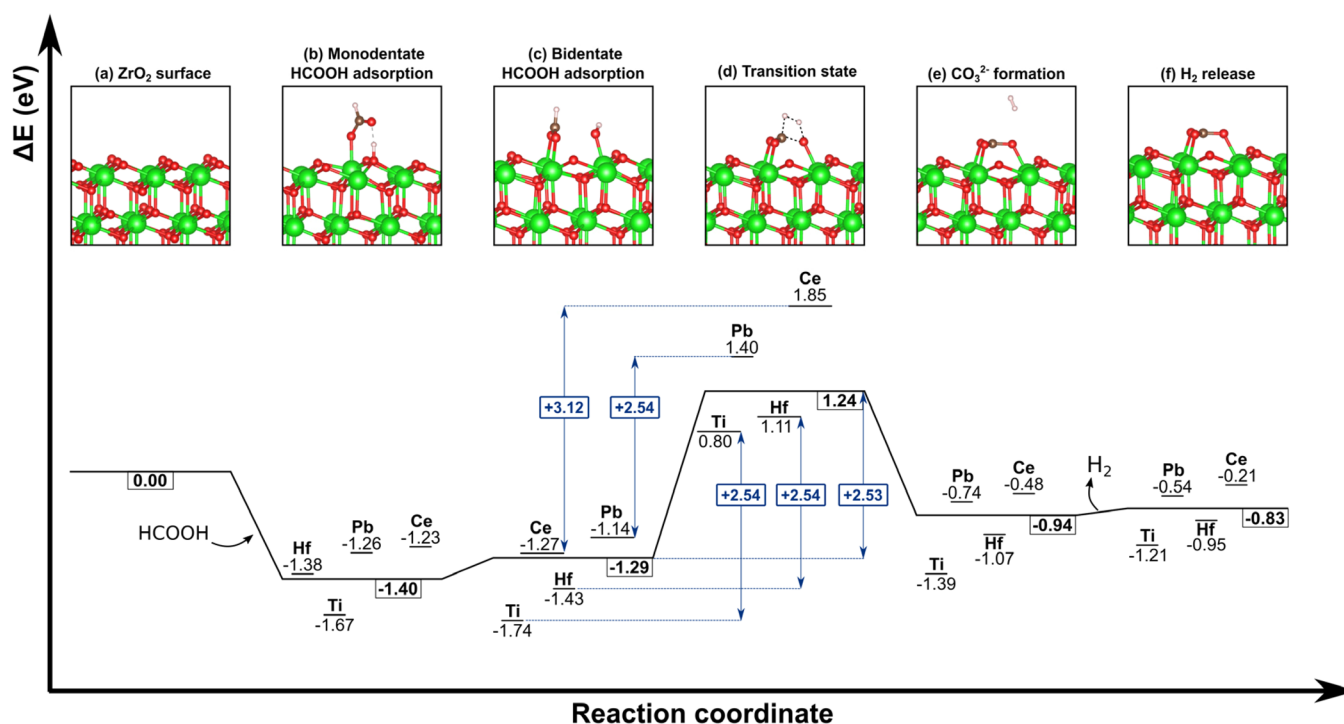 ΔE (eV)
(a) ZrO₂ surface
(b) Monodentate
HCOOH adsorption
(c) Bidentate
HCOOH adsorption
(d) Transition state
(e) CO₃²⁻ formation
(f) H₂ release
Ce
1.85
Pb
1.40
+3.12
+2.54
1.24
Ti
0.80
Hf
1.11
+2.54
+2.54
+2.53
0.00
HCOOH
Hf
-1.38
Pb
-1.26
Ce
-1.23
Ti
-1.67
-1.40
Ce
-1.27
Pb
-1.14
-1.29
Hf
-1.43
Ti
-1.74
Pb
-0.74
Ce
-0.48
-0.94
Hf
-1.07
Ti
-1.39
H₂
Pb
-0.54
Ce
-0.21
-0.83
Ti
-1.21
Hf
-0.95
Reaction coordinate